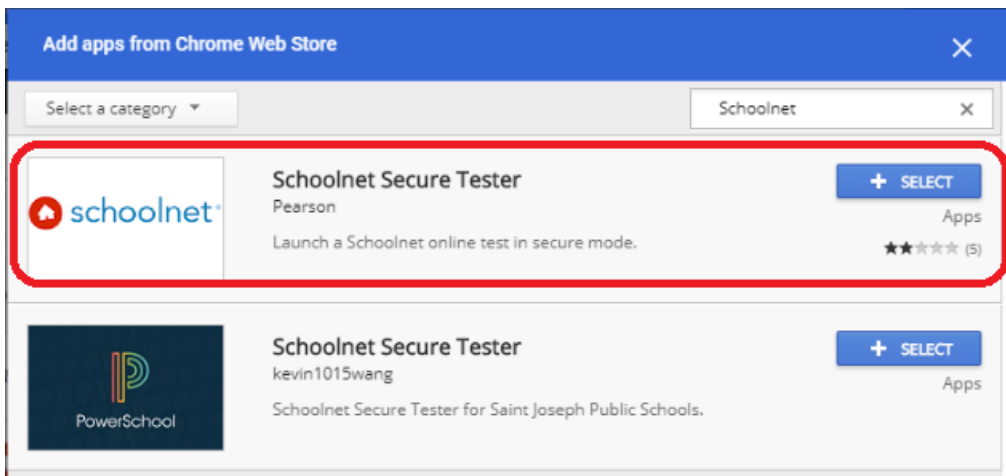 Add apps from Chrome Web Store
Select a category
Schoolnet
schoolnet
Schoolnet Secure Tester
Pearson
Launch a Schoolnet online test in secure mode.
+ SELECT
Apps
(5)
PowerSchool
Schoolnet Secure Tester
kevin1015wang
Schoolnet Secure Tester for Saint Joseph Public Schools.
+ SELECT
Apps